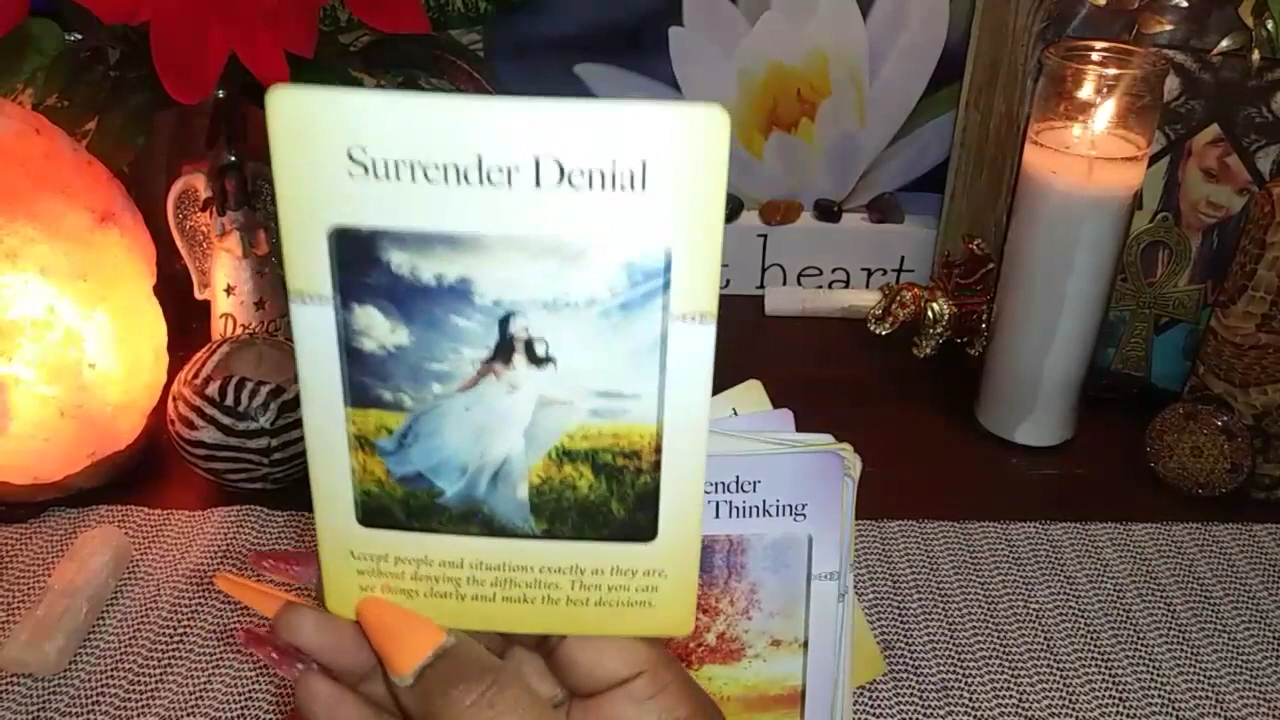 Surrender Denial
Accept people and situations exactly as they are,
without denying the difficulties. Then you can
see things clearly and make the best decisions.
t heart
Dream
ender
Thinking